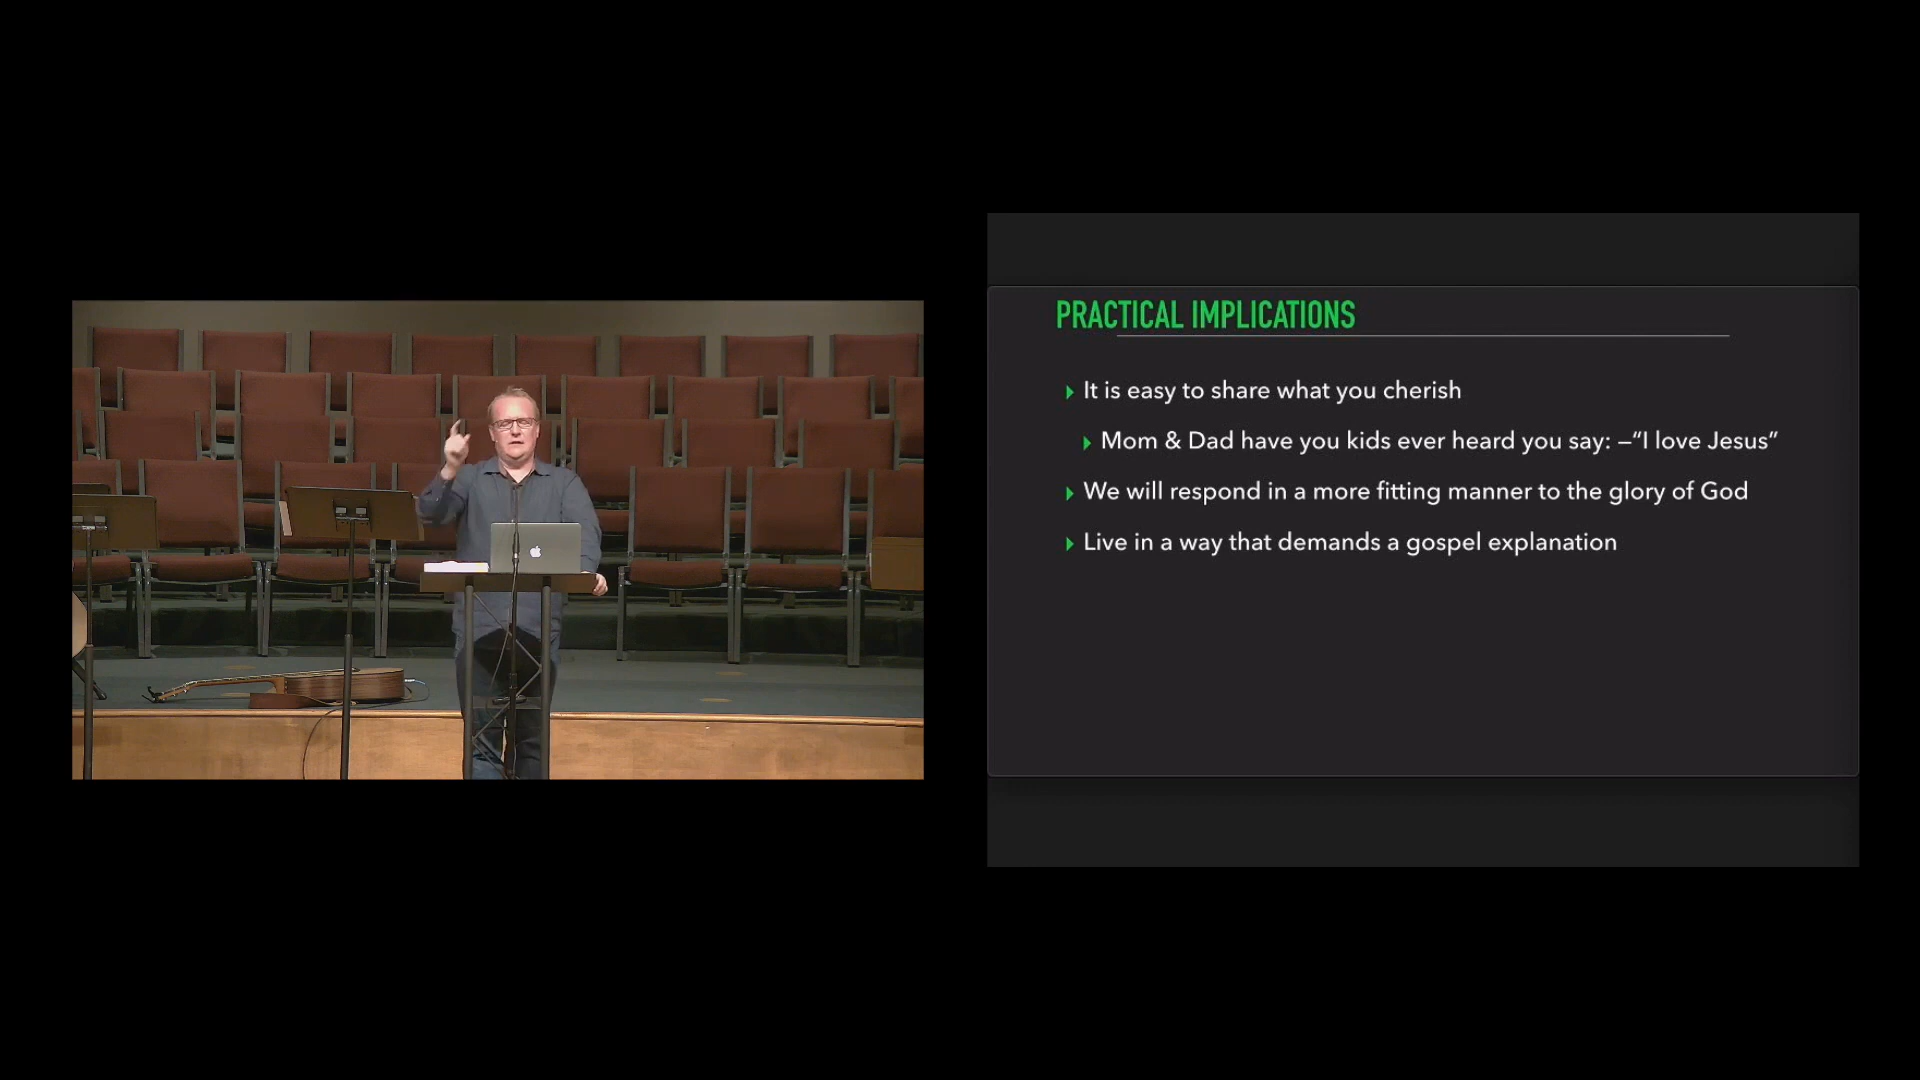 PRACTICAL IMPLICATIONS
It is easy to share what you cherish
Mom & Dad have you kids ever heard you say: –“I love Jesus”
We will respond in a more fitting manner to the glory of God
Live in a way that demands a gospel explanation